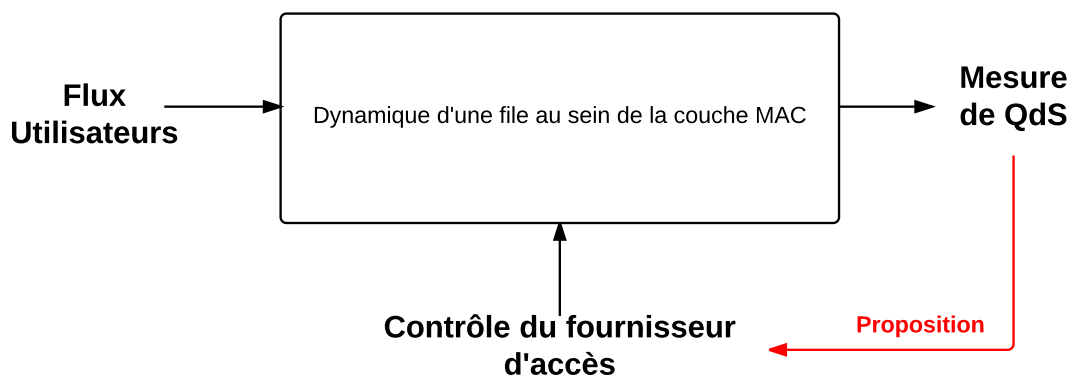 Flux
Utilisateurs
Dynamique d'une file au sein de la couche MAC
Mesure
de QdS
Contrôle du fournisseur
d'accès
Proposition